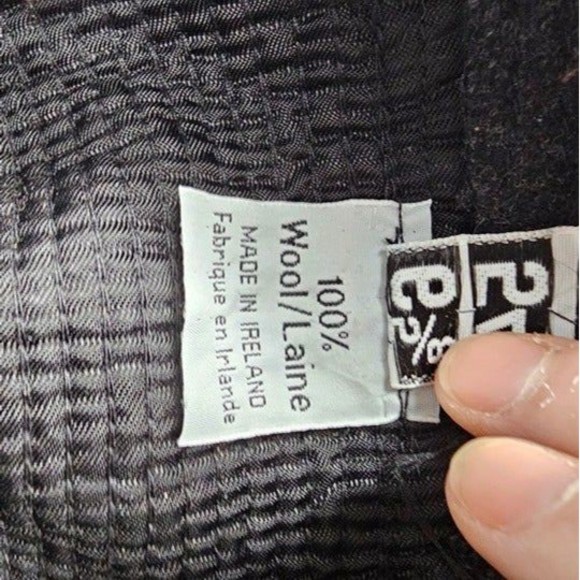 100%
Wool/Laine
MADE IN IRELAND
Fabrique en Irlande